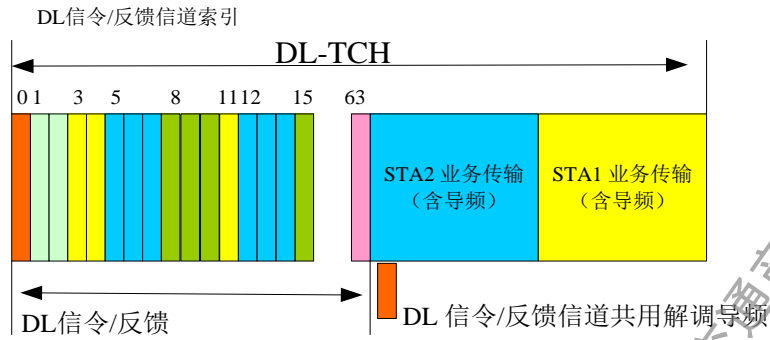 DL信令/反馈信道索引
DL-TCH
0 1 3 5 8 11 12 15 63
STA2 业务传输
（含导频）
STA1 业务传输
（含导频）
DL信令/反馈
DL 信令/反馈信道共用解调导频